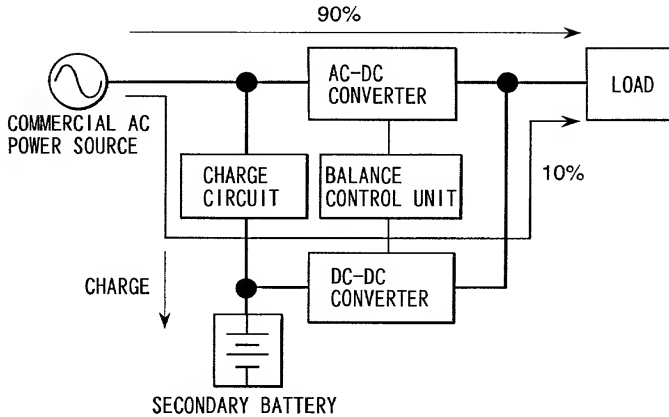 90%
AC-DC
CONVERTER
LOAD
COMMERCIAL AC
POWER SOURCE
CHARGE
CIRCUIT
BALANCE
CONTROL UNIT
10%
CHARGE
DC-DC
CONVERTER
SECONDARY BATTERY